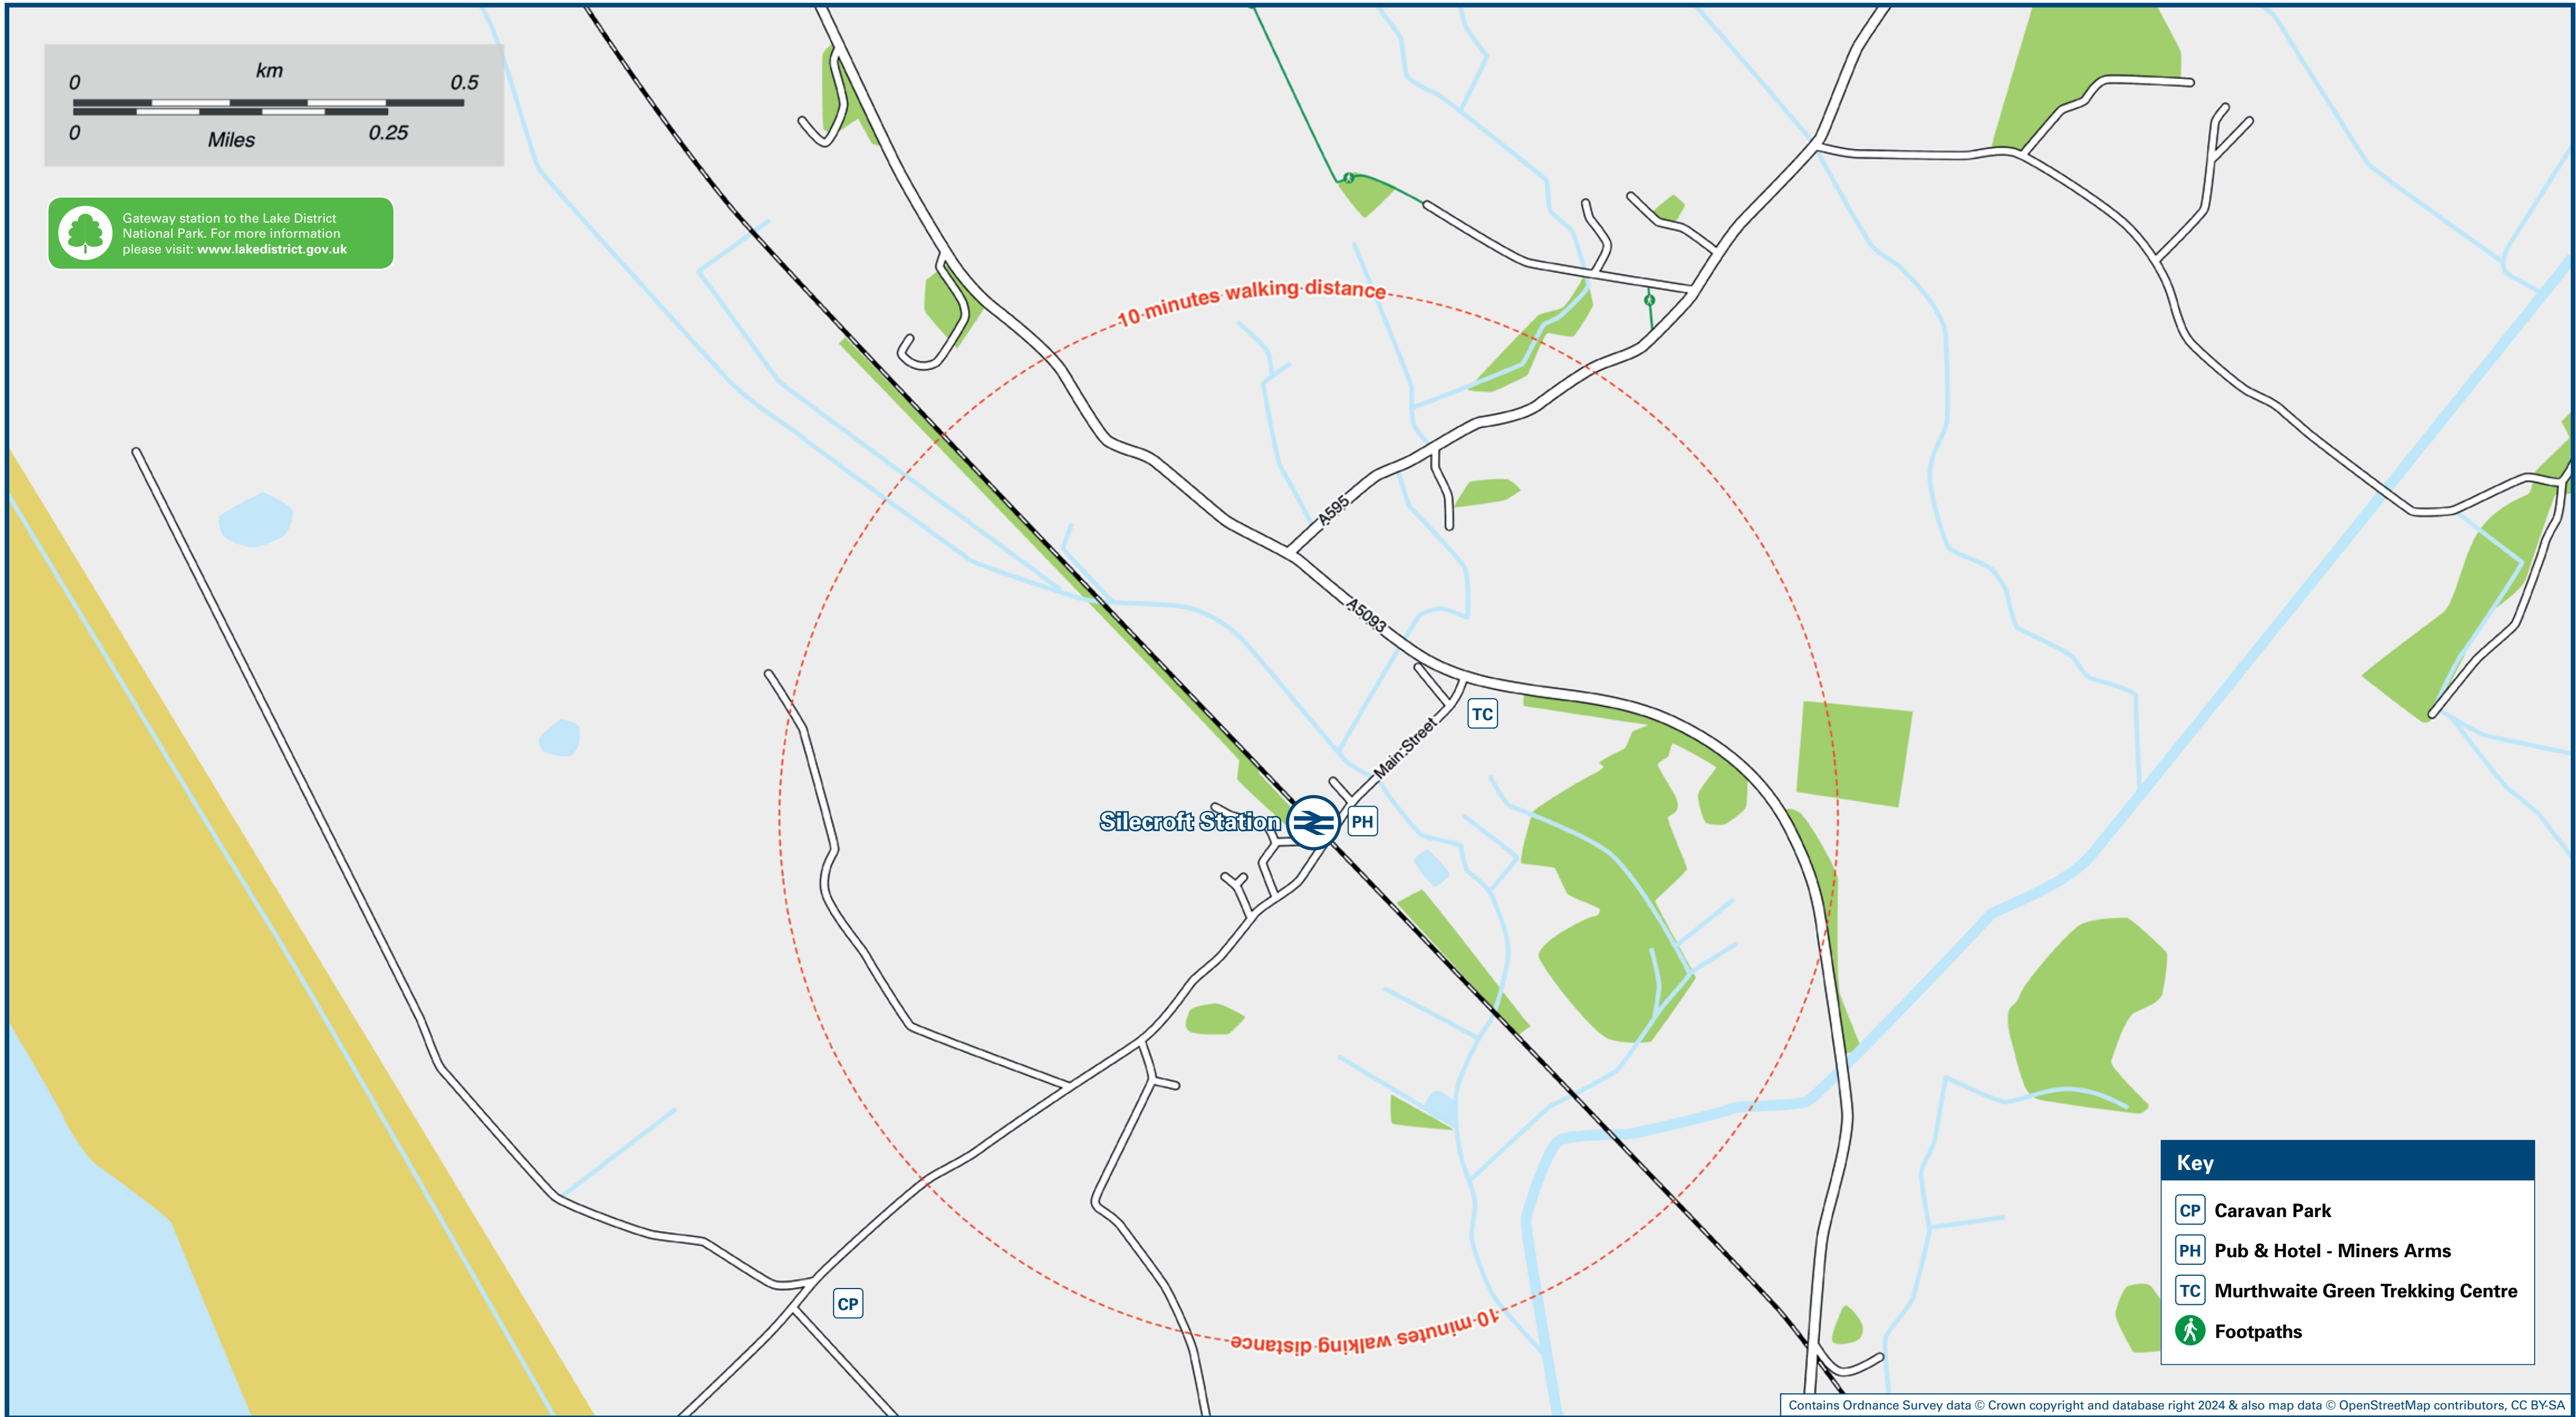 km
0 0.5
0 0.25
Miles
Gateway station to the Lake District
National Park. For more information
please visit: www.lakedistrict.gov.uk
10 minutes walking distance
A595
A5093
TC
Main Street
Silecroft Station
PH
CP
10 minutes walking distance
Key
CP Caravan Park
PH Pub & Hotel - Miners Arms
TC Murthwaite Green Trekking Centre
Footpaths
Contains Ordnance Survey data © Crown copyright and database right 2024 & also map data © OpenStreetMap contributors, CC BY-SA